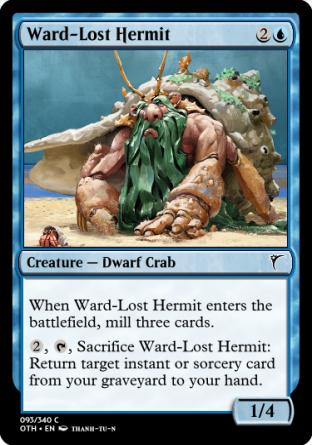 Ward-Lost Hermit 2
Creature — Dwarf Crab
When Ward-Lost Hermit enters the
battlefield, mill three cards.
2, , Sacrifice Ward-Lost Hermit:
Return target instant or sorcery card
from your graveyard to your hand.
093/340 C
OTH • EN THANH-TU-N
1/4